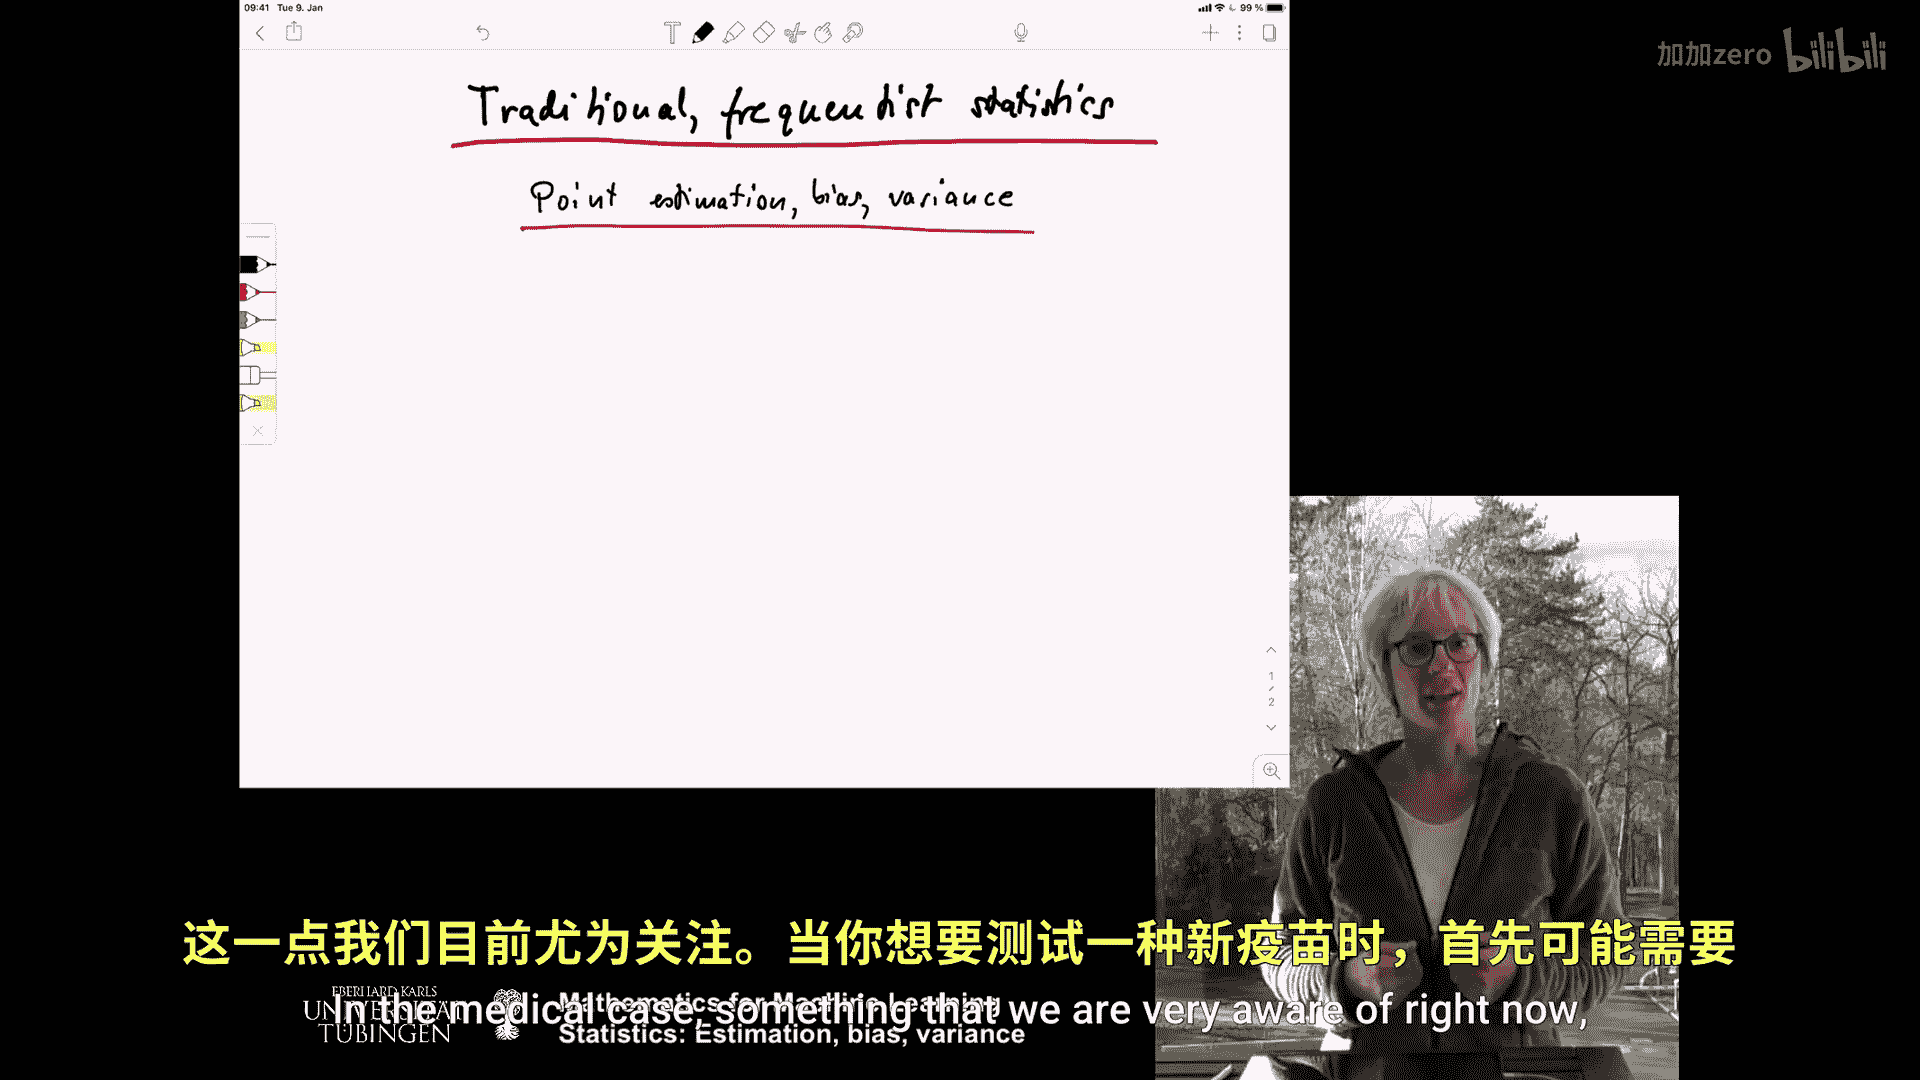 09:41 Tue 9. Jan
99 %
加加zero bilibili
Traditional, frequentist statistics
Point estimation, bias, variance
1
2
这一点我们目前尤为关注。当你想要测试一种新疫苗时，首先可能需要
In the medical case, something that we are very aware of right now,
EBERHARD KARLS
UNIVERSITÄT
TÜBINGEN
Mathematics for Machine Learning
Statistics: Estimation, bias, variance